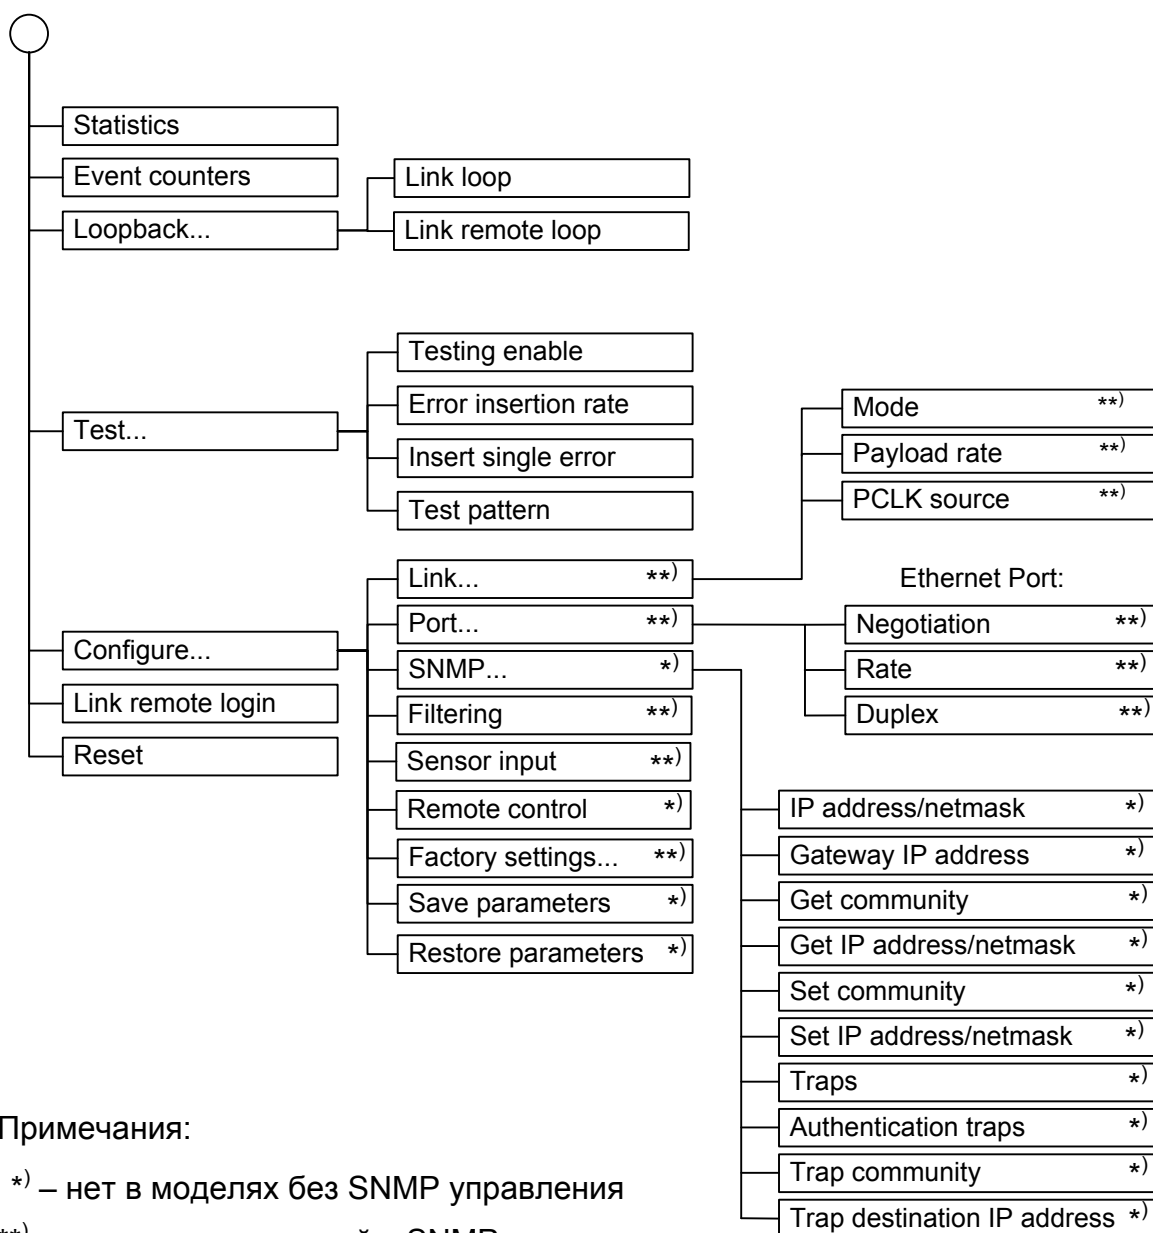 Statistics
Event counters
Loopback...
Link loop
Link remote loop
Test...
Testing enable
Error insertion rate
Insert single error
Test pattern
Configure...
Link remote login
Reset
Link... **)
Port... **)
SNMP... *)
Filtering **)
Sensor input **)
Remote control *)
Factory settings... **)
Save parameters *)
Restore parameters *)
Mode **)
Payload rate **)
PCLK source **)
Ethernet Port:
Negotiation **)
Rate **)
Duplex **)
IP address/netmask *)
Gateway IP address *)
Get community *)
Get IP address/netmask *)
Set community *)
Set IP address/netmask *)
Traps *)
Authentication traps *)
Trap community *)
Trap destination IP address *)
Примечания:
*) – нет в моделях без SNMP управления
**) SNMP